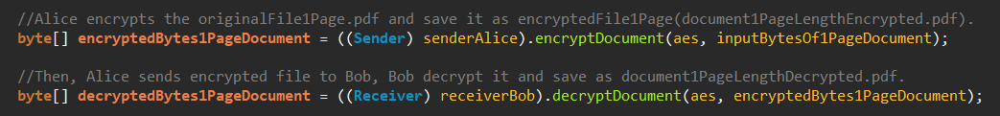 //Alice encrypts the originalFile1Page.pdf and save it as encryptedFile1Page(document1PageLengthEncrypted.pdf).
byte[] encryptedBytes1PageDocument = ((Sender) senderAlice).encryptDocument(aes, inputBytesOf1PageDocument);
//Then, Alice sends encrypted file to Bob, Bob decrypt it and save as document1PageLengthDecrypted.pdf.
byte[] decryptedBytes1PageDocument = ((Receiver) receiverBob).decryptDocument(aes, encryptedBytes1PageDocument);